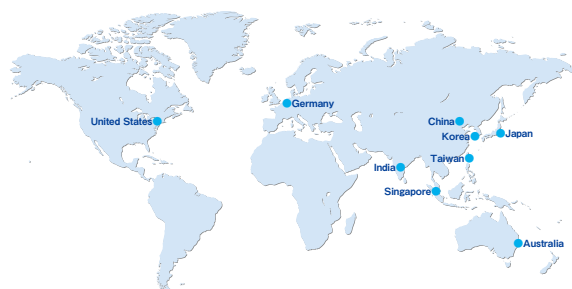 Germany
United States
China
Japan
Korea
Taiwan
India
Singapore
Australia